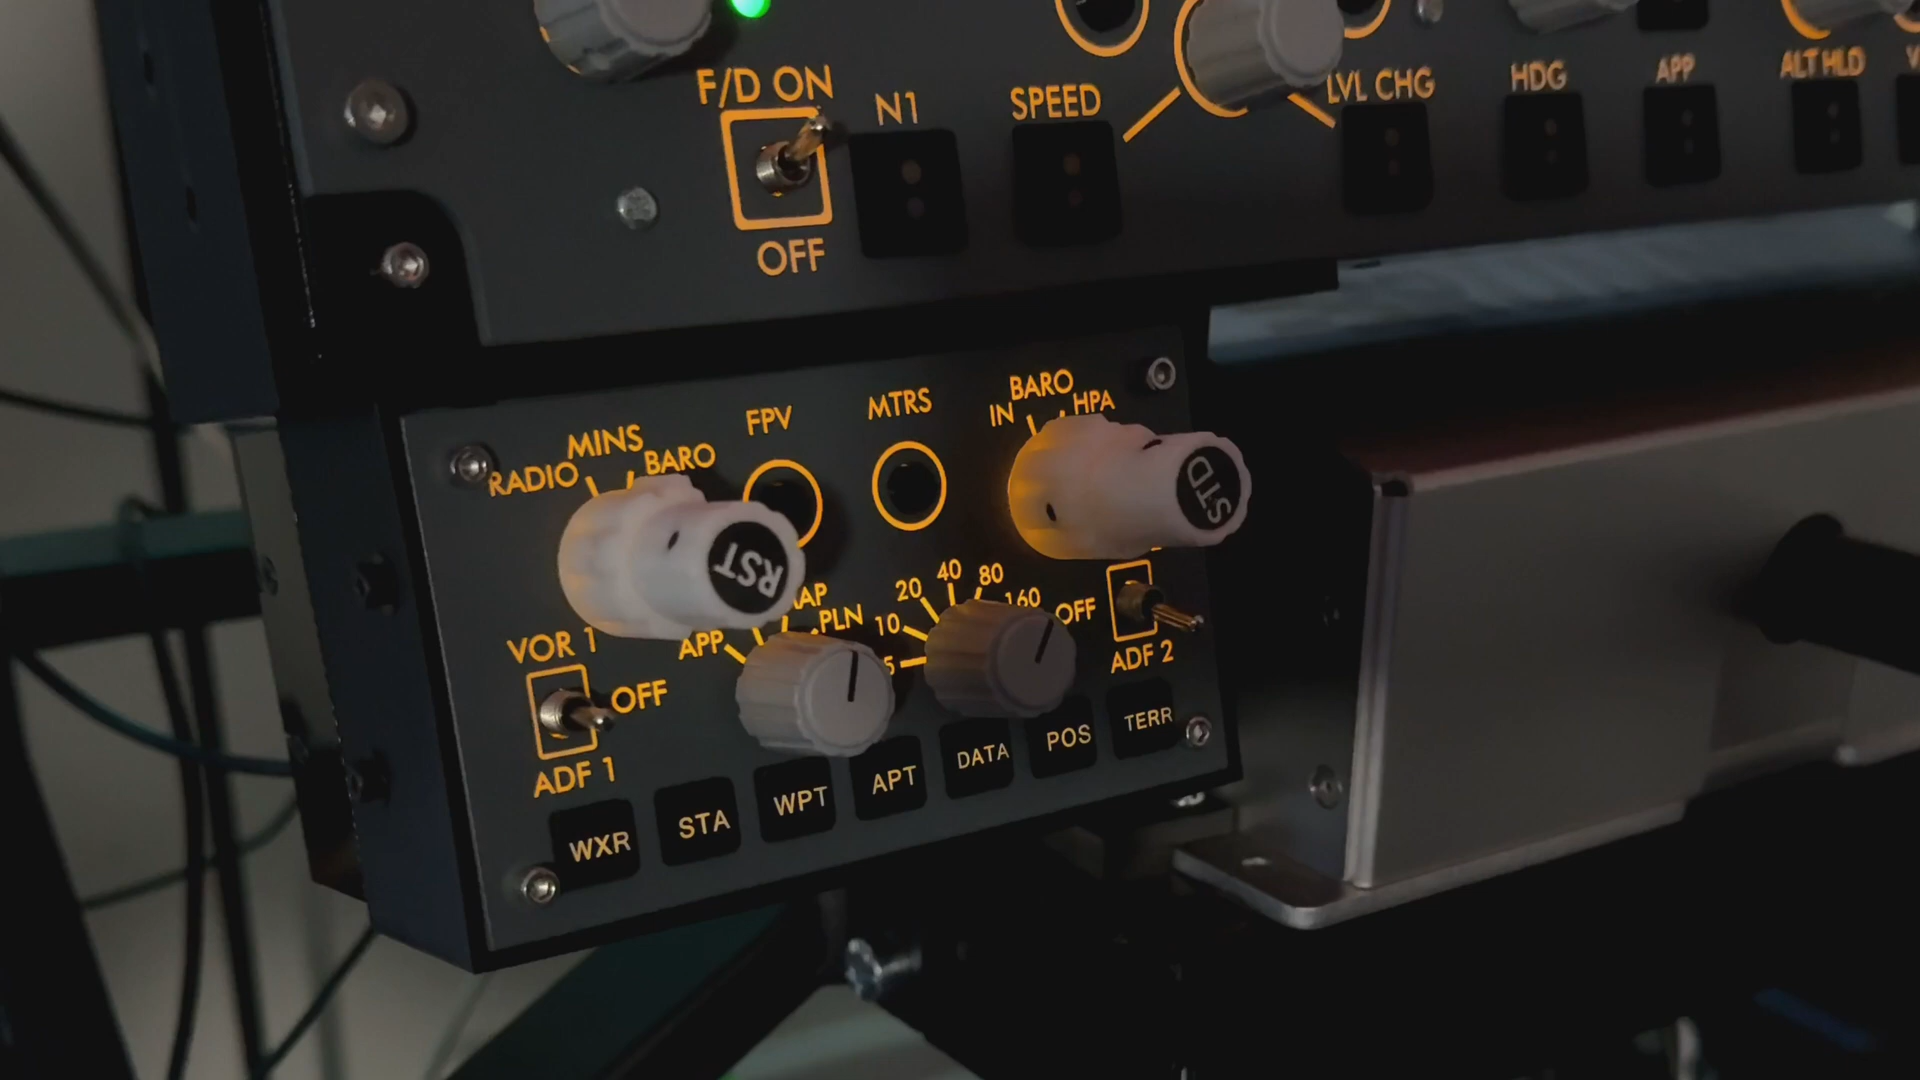 F/D ON
OFF
N1
SPEED
LVL CHG
HDG
APP
ALT HLD
MINS
RADIO
BARO
FPV
MTRS
BARO
IN
HPA
RST
STD
VOR 1
OFF
ADF 1
APP
PLN
5
10
20
40
80
160
OFF
ADF 2
WXR
STA
WPT
APT
DATA
POS
TERR